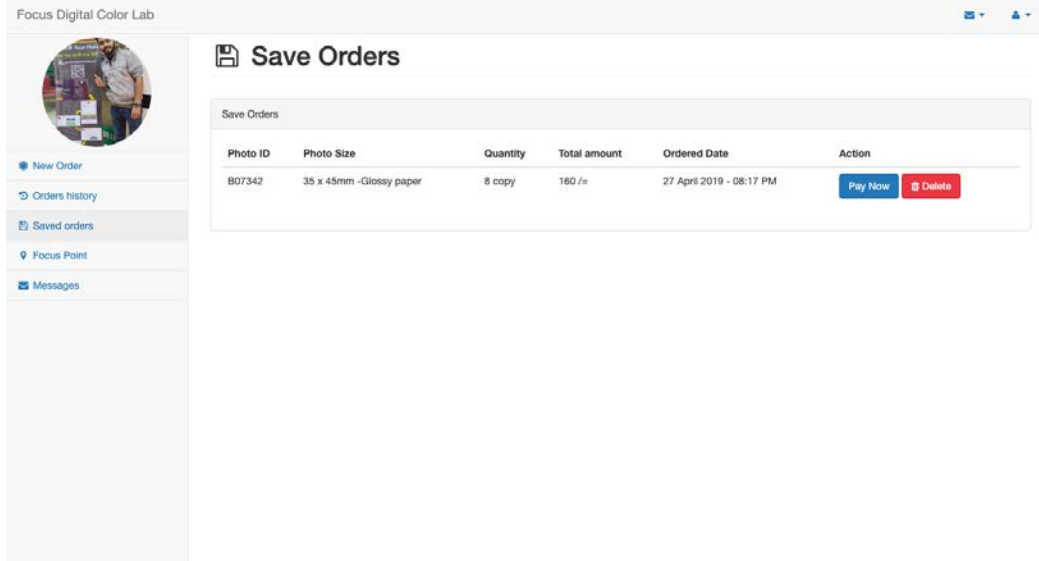 Focus Digital Color Lab
Save Orders
New Order
Orders history
Saved orders
Focus Point
Messages
Save Orders
Photo ID Photo Size Quantity Total amount Ordered Date Action
B07342 35 x 45mm -Glossy paper 8 copy 160 /= 27 April 2019 - 08:17 PM Pay Now Delete